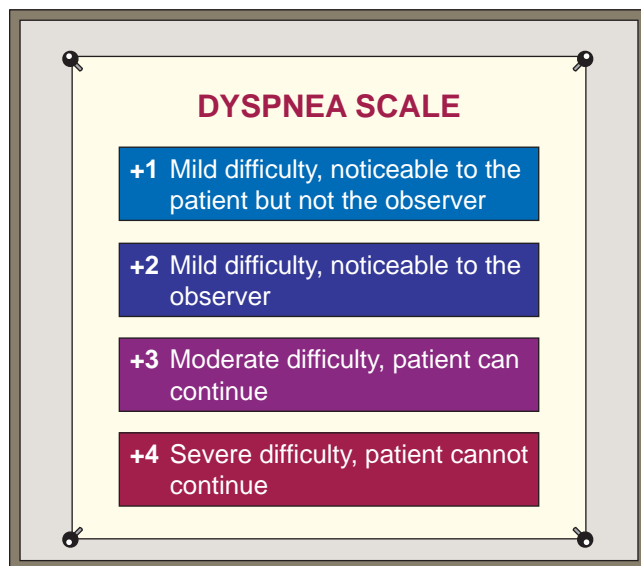 DYSPNEA SCALE
+1 Mild difficulty, noticeable to the
patient but not the observer
+2 Mild difficulty, noticeable to the
observer
+3 Moderate difficulty, patient can
continue
+4 Severe difficulty, patient cannot
continue